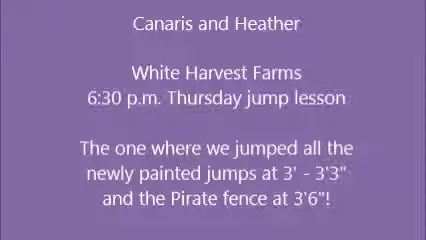 Canaris and Heather
White Harvest Farms
6:30 p.m. Thursday jump lesson
The one where we jumped all the
newly painted jumps at 3' - 3'3"
and the Pirate fence at 3'6"!